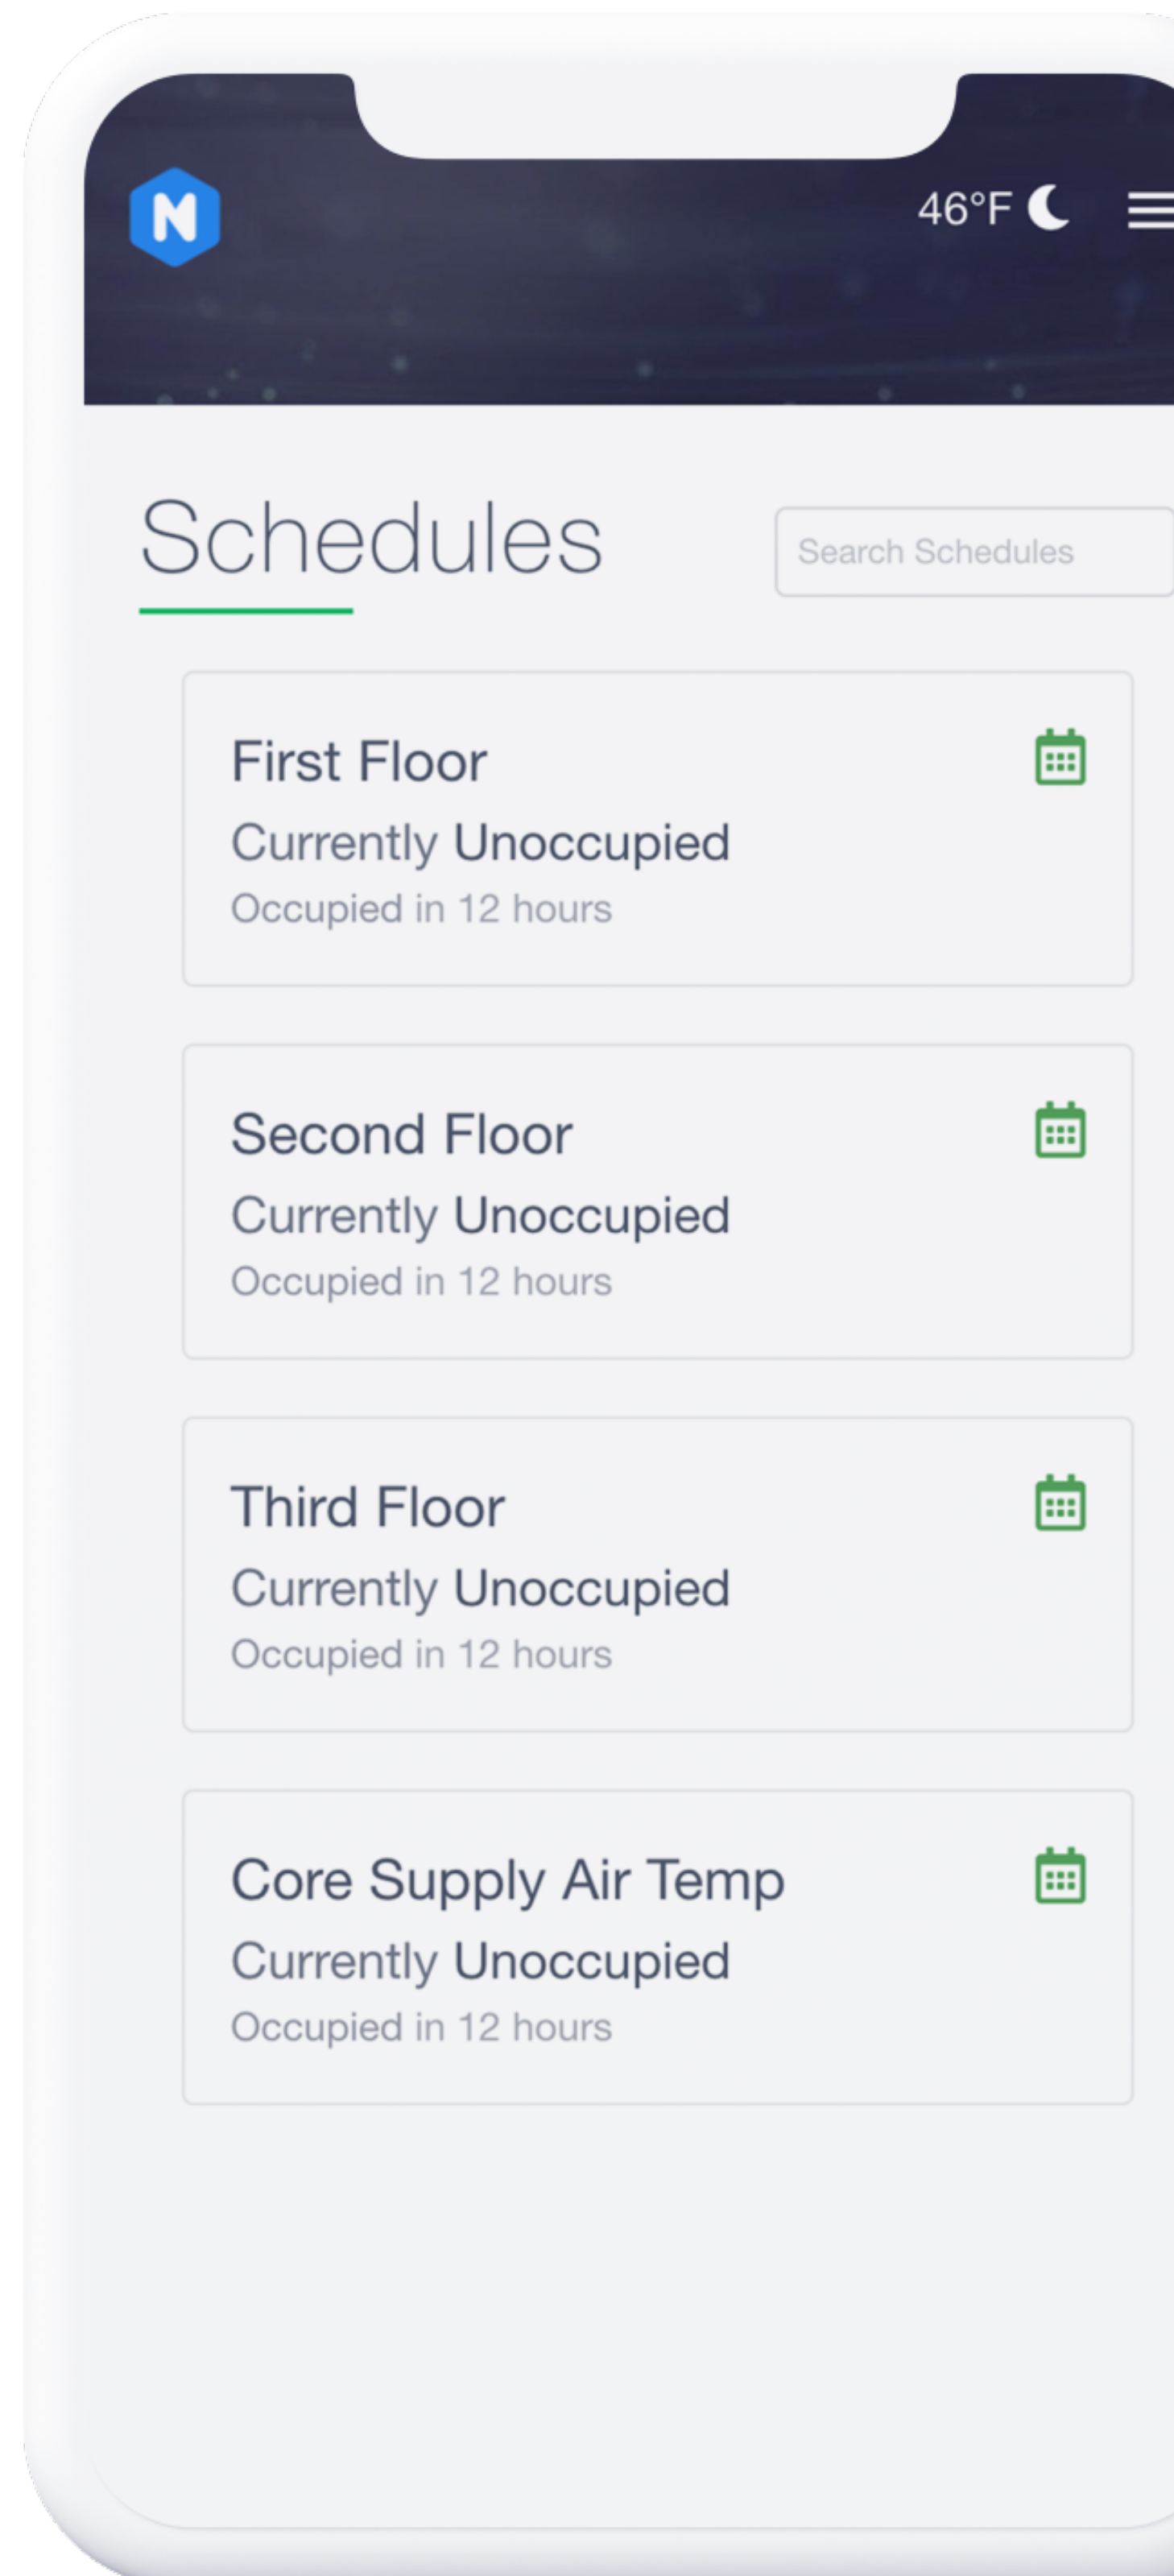 N
46°F
Schedules
Search Schedules
First Floor
Currently Unoccupied
Occupied in 12 hours
Second Floor
Currently Unoccupied
Occupied in 12 hours
Third Floor
Currently Unoccupied
Occupied in 12 hours
Core Supply Air Temp
Currently Unoccupied
Occupied in 12 hours